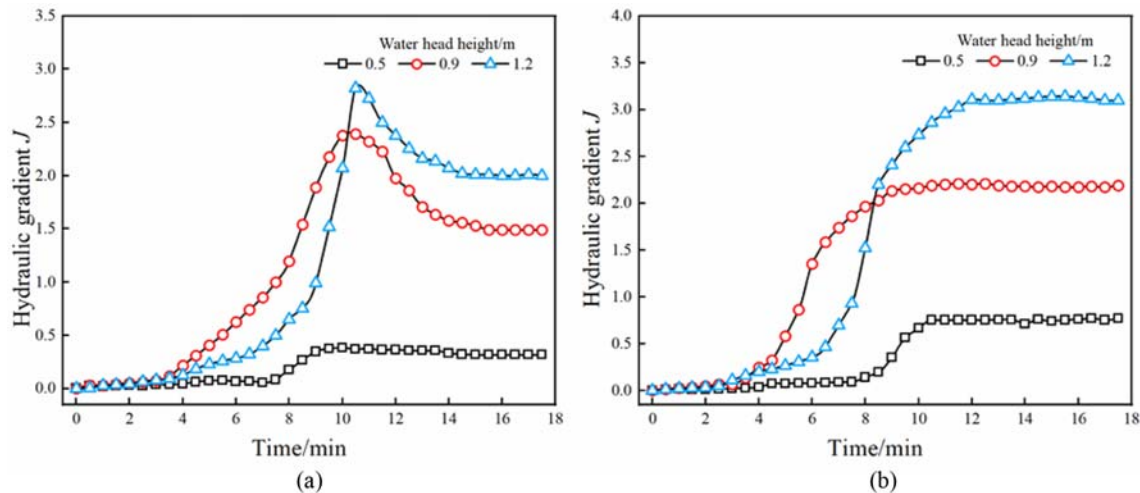 3.5
3.0
2.5
2.0
1.5
1.0
0.5
0.0
Hydraulic gradient J
Water head height/m
0.5 0.9 1.2
0 2 4 6 8 10 12 14 16 18
Time/min
(a)
4.0
3.5
3.0
2.5
2.0
1.5
1.0
0.5
0.0
Hydraulic gradient J
Water head height/m
0.5 0.9 1.2
0 2 4 6 8 10 12 14 16 18
Time/min
(b)